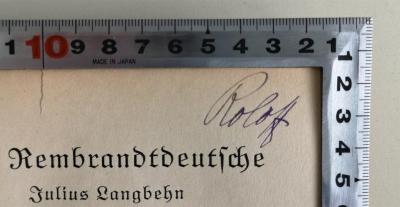 1 10 9 8 7 6 5 4 3 2 1
MADE IN JAPAN
1
2
3
4
5
Roloff
Rembrandtdeutſche
Julius Langbehn